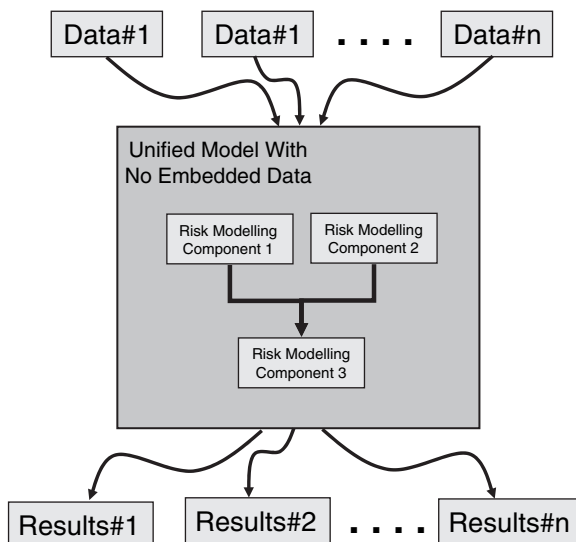 Data#1
Data#1
. . . .
Data#n
Unified Model With
No Embedded Data
Risk Modelling
Component 1
Risk Modelling
Component 2
Risk Modelling
Component 3
Results#1
Results#2
. . . .
Results#n